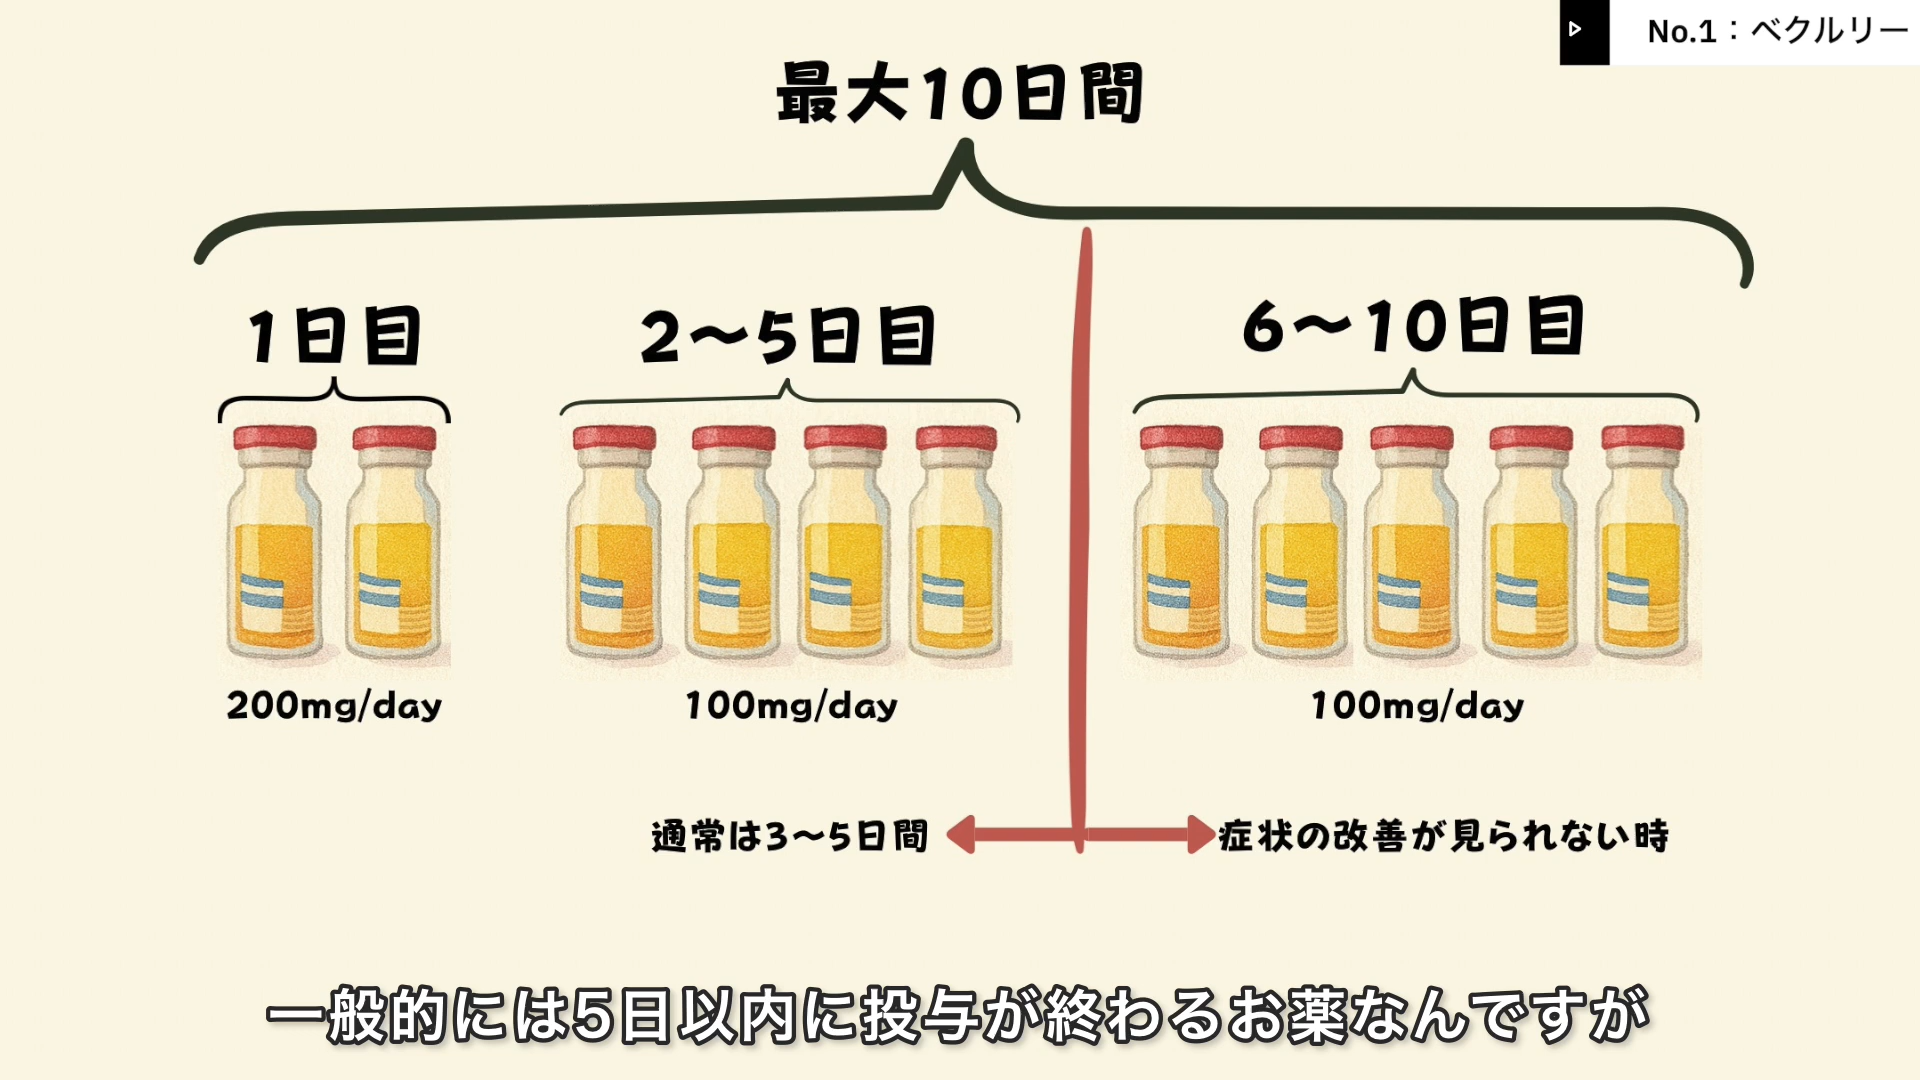 No.1：ベクルリー
最大10日間
1日目
2〜5日目
6〜10日目
200mg/day
100mg/day
100mg/day
通常は3〜5日間
症状の改善が見られない時
一般的には5日以内に投与が終わるお薬なんですが